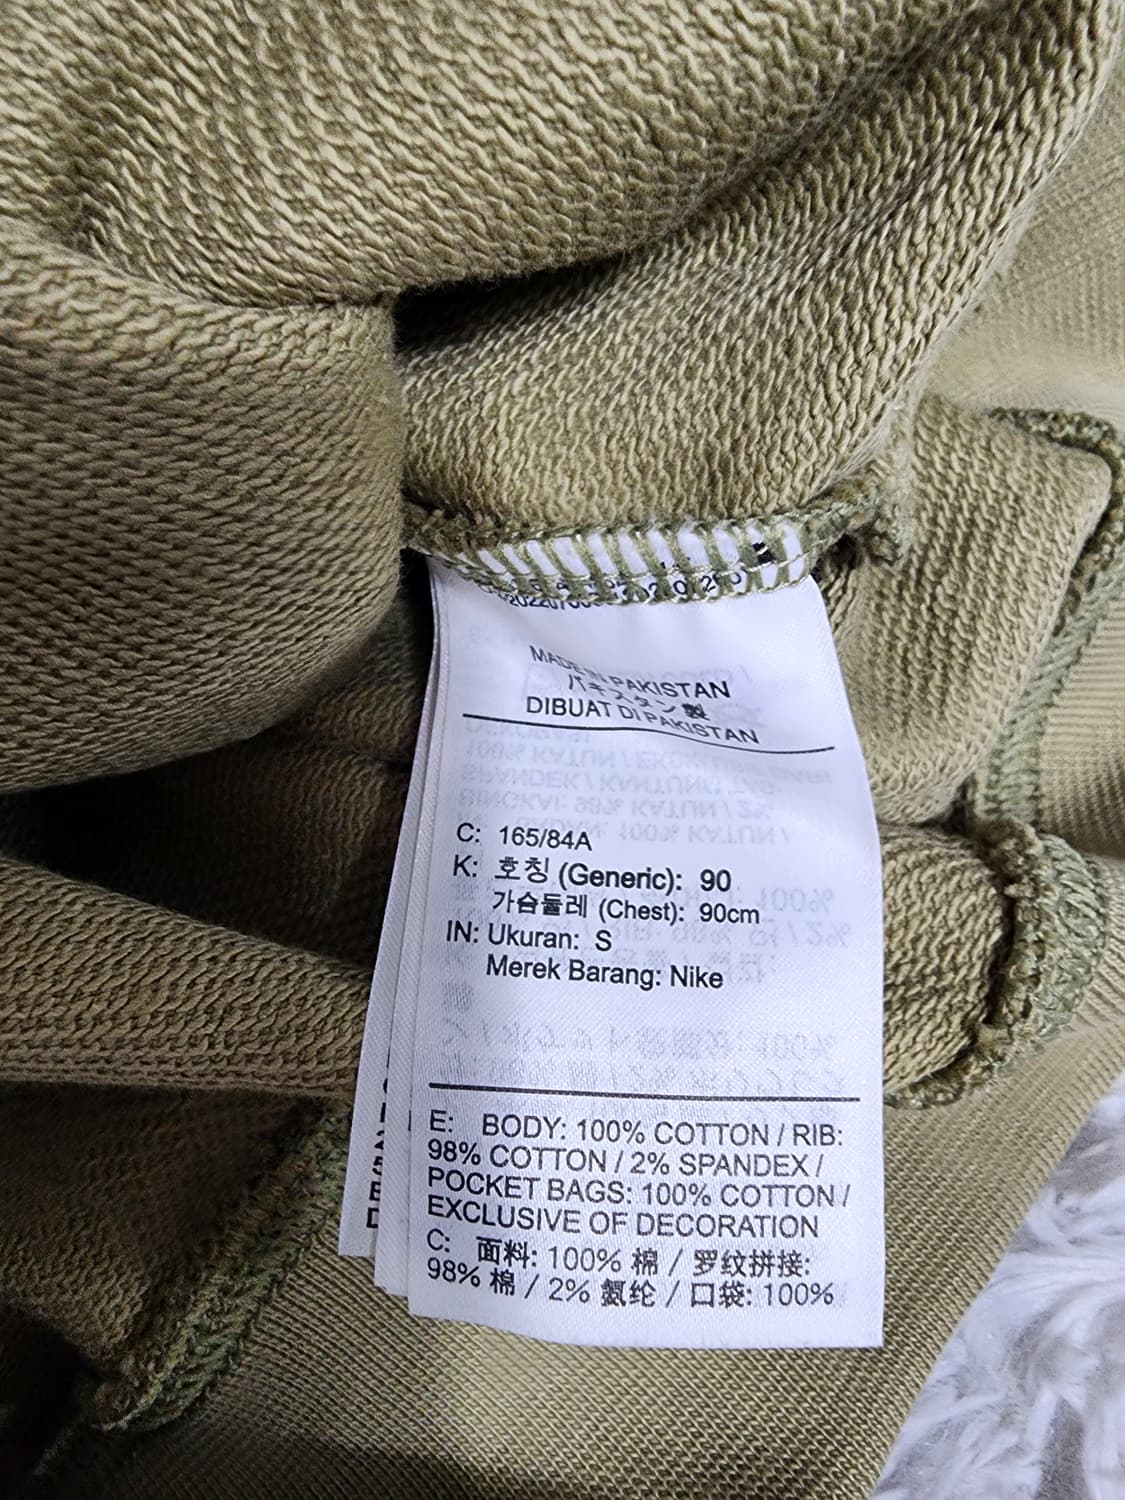 MADE IN PAKISTAN
パキスタン製
DIBUAT DI PAKISTAN
C: 165/84A
K: 호칭 (Generic): 90
가슴둘레 (Chest): 90cm
IN: Ukuran: S
Merek Barang: Nike
E: BODY: 100% COTTON / RIB:
98% COTTON / 2% SPANDEX /
POCKET BAGS: 100% COTTON /
EXCLUSIVE OF DECORATION
C: 面料: 100% 棉 / 罗纹拼接:
98% 棉 / 2% 氨纶 / 口袋: 100%